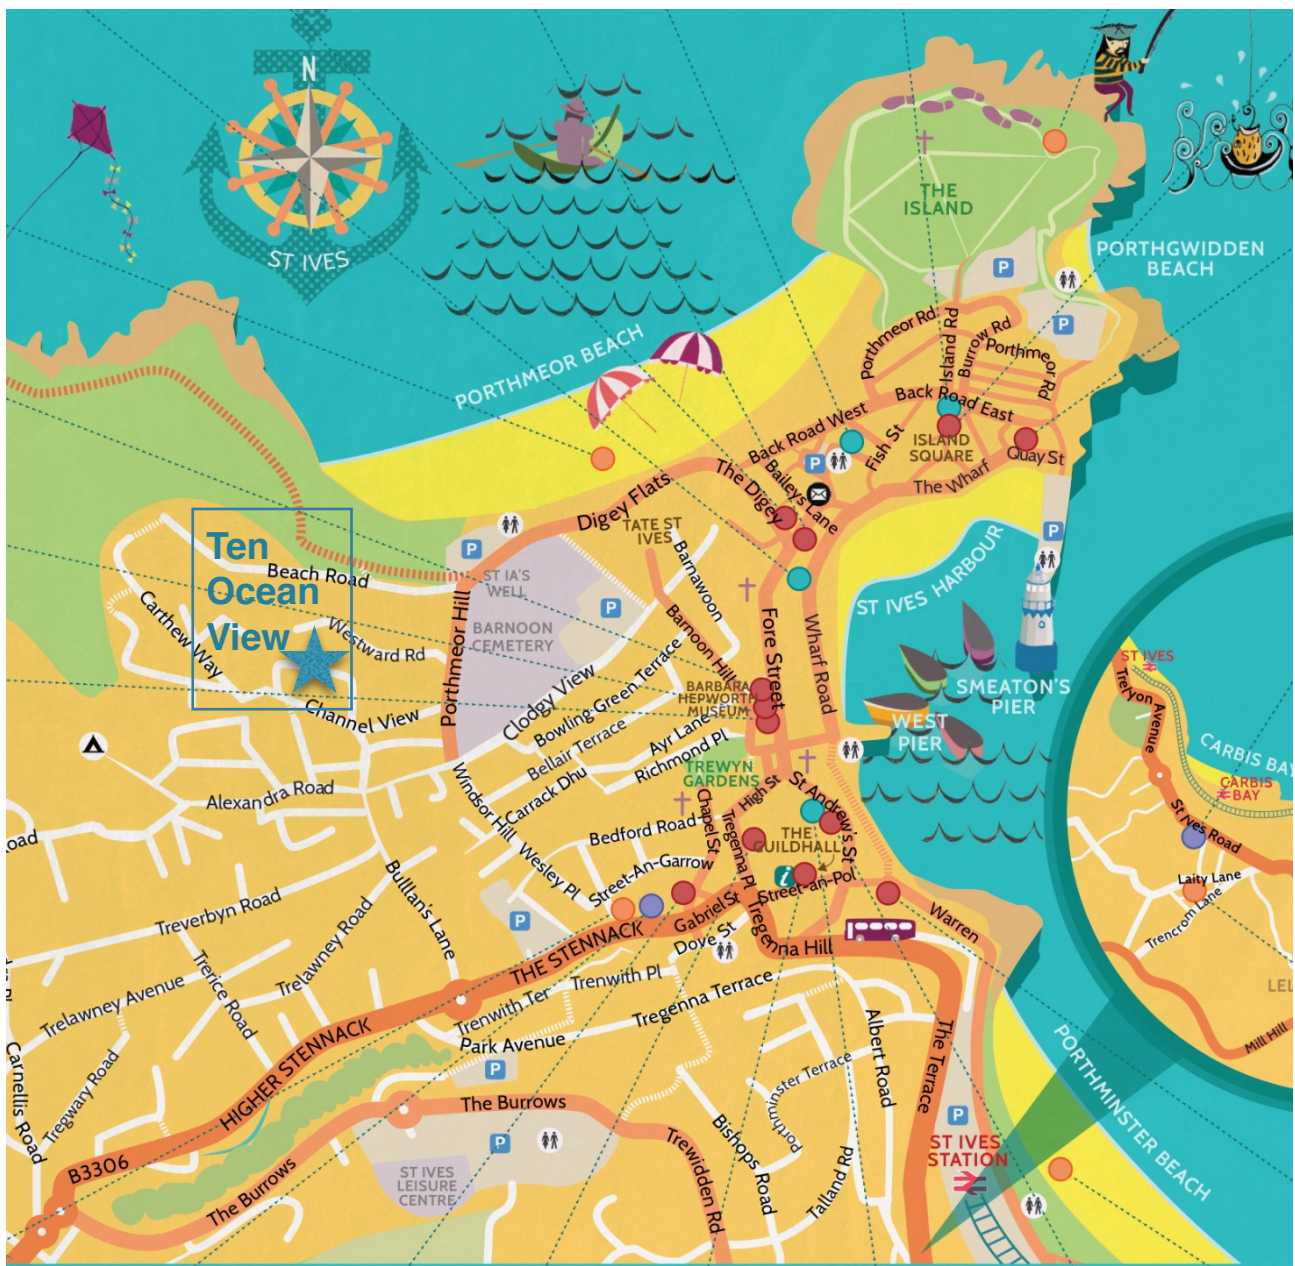 N
ST IVES
THE
ISLAND
PORTHGWIDDEN
BEACH
P
P
PORTHMEOR BEACH
Porthmeor Rd
Island Rd
Burrow Rd
Porthmeor Rd
Back Road West
Back Road East
Fish St
ISLAND
SQUARE
Quay St
The Wharf
P
The Digey
Baileys Lane
Digey Flats
TATE ST
IVES
P
ST IVES HARBOUR
Ten
Ocean
View
Beach Road
Carthew Way
Westward Rd
Channel View
P
ST IA'S
WELL
BARNOON
CEMETERY
P
Porthmeor Hill
Barnawoon
Barnoon Hill
Fore Street
Wharf Road
Clodgy View
Bowling Green Terrace
Bellair Terrace
Ayr Lane
Richmond Pl
Carrack Dhu
BARBARA
HEPWORTH
MUSEUM
SMEATON'S
PIER
WEST
PIER
TREWYN
GARDENS
High St
St Andrew's St
Chapel St
Tregenna Pl
THE
GUILDHALL
i
Street-an-Pol
Windsor Hill
Wesley Pl
Bedford Road
Street-An-Garrow
Alexandra Road
oad
Bullan's Lane
Treverbyn Road
Trelawney Road
Trerice Road
Trelawney Avenue
Tregwary Road
Carnellis Road
P
THE STENNACK
Gabriel St
Dove St
Tregenna Hill
Warren
HIGHER STENNACK
B3306
Trenwith Ter
Trenwith Pl
Park Avenue
Tregenna Terrace
P
The Burrows
The Burrows
P
ST IVES
LEISURE
CENTRE
Albert Road
The Terrace
Porthminster Terrace
Bishops Road
Trewidden Rd
Talland Rd
P
ST IVES
STATION
PORTHMINSTER BEACH
ST IVES
Trelyon Avenue
CARBIS BAY
CARBIS
BAY
St Ives Road
Laity Lane
Trencrom Lane
LEL
Mill Hill